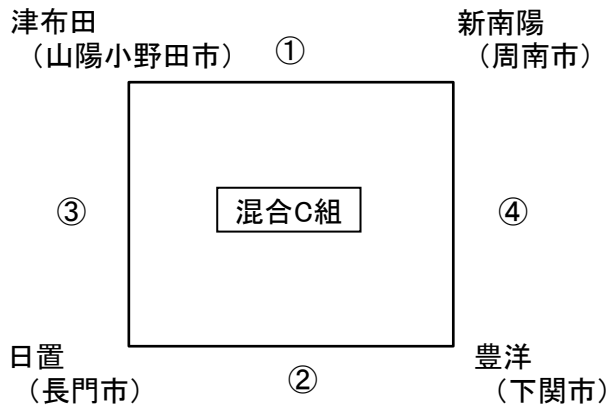 津布田
（山陽小野田市）
①
新南陽
（周南市）
③
混合C組
④
日置
（長門市）
②
豊洋
（下関市）